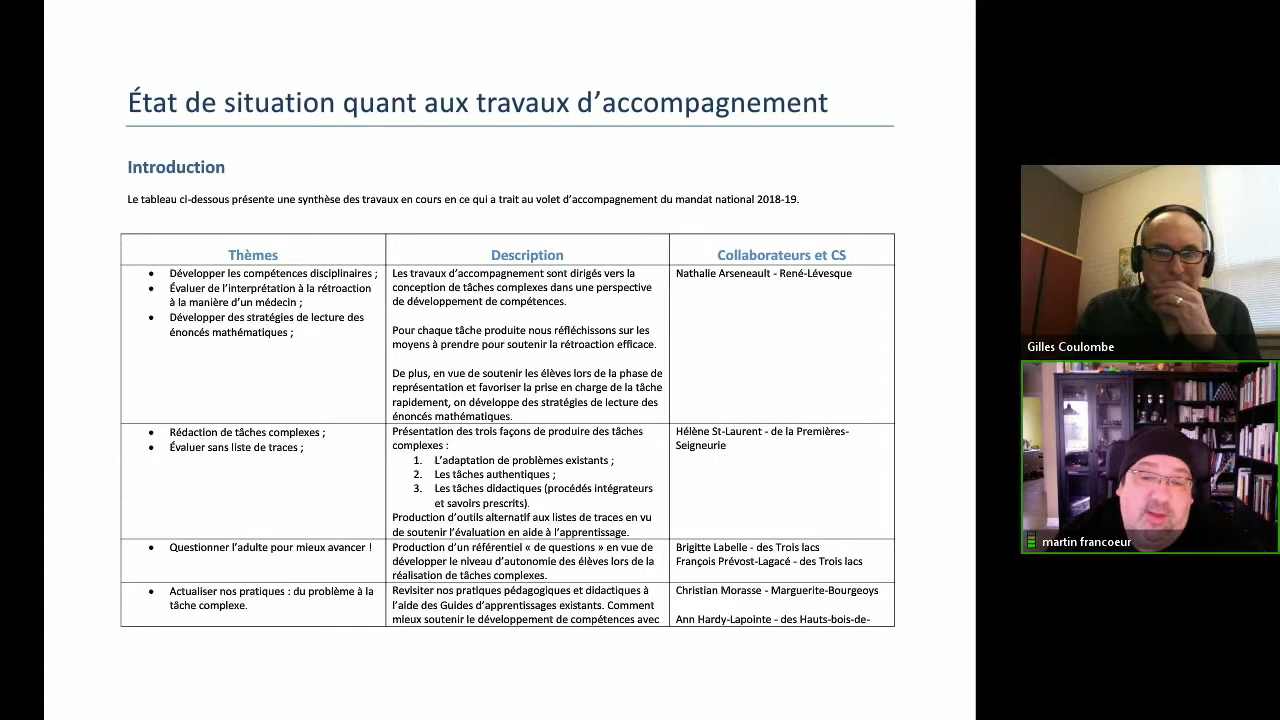 État de situation quant aux travaux d’accompagnement
Introduction
Le tableau ci-dessous présente une synthèse des travaux en cours en ce qui a trait au volet d’accompagnement du mandat national 2018-19.
Thèmes
Description
Collaborateurs et CS
• Développer les compétences disciplinaires ;
• Évaluer de l’interprétation à la rétroaction
à la manière d’un médecin ;
• Développer des stratégies de lecture des
énoncés mathématiques ;
Les travaux d’accompagnement sont dirigés vers la
conception de tâches complexes dans une perspective
de développement de compétences.
Pour chaque tâche produite nous réfléchissons sur les
moyens à prendre pour soutenir la rétroaction efficace.
De plus, en vue de soutenir les élèves lors de la phase de
représentation et favoriser la prise en charge de la tâche
rapidement, on développe des stratégies de lecture des
énoncés mathématiques.
Nathalie Arseneault - René-Lévesque
• Rédaction de tâches complexes ;
• Évaluer sans liste de traces ;
Présentation des trois façons de produire des tâches
complexes :
1. L’adaptation de problèmes existants ;
2. Les tâches authentiques ;
3. Les tâches didactiques (procédés intégrateurs
et savoirs prescrits).
Production d’outils alternatif aux listes de traces en vu
de soutenir l’évaluation en aide à l’apprentissage.
Hélène St-Laurent - de la Premières-
Seigneurie
• Questionner l’adulte pour mieux avancer !
Production d’un référentiel « de questions » en vue de
développer le niveau d’autonomie des élèves lors de la
réalisation de tâches complexes.
Brigitte Labelle - des Trois lacs
François Prévost-Lagacé - des Trois lacs
• Actualiser nos pratiques : du problème à la
tâche complexe.
Revisiter nos pratiques pédagogiques et didactiques à
l’aide des Guides d’apprentissages existants. Comment
mieux soutenir le développement de compétences avec
Christian Morasse - Marguerite-Bourgeoys
Ann Hardy-Lapointe - des Hauts-bois-de-
Gilles Coulombe
martin francoeur